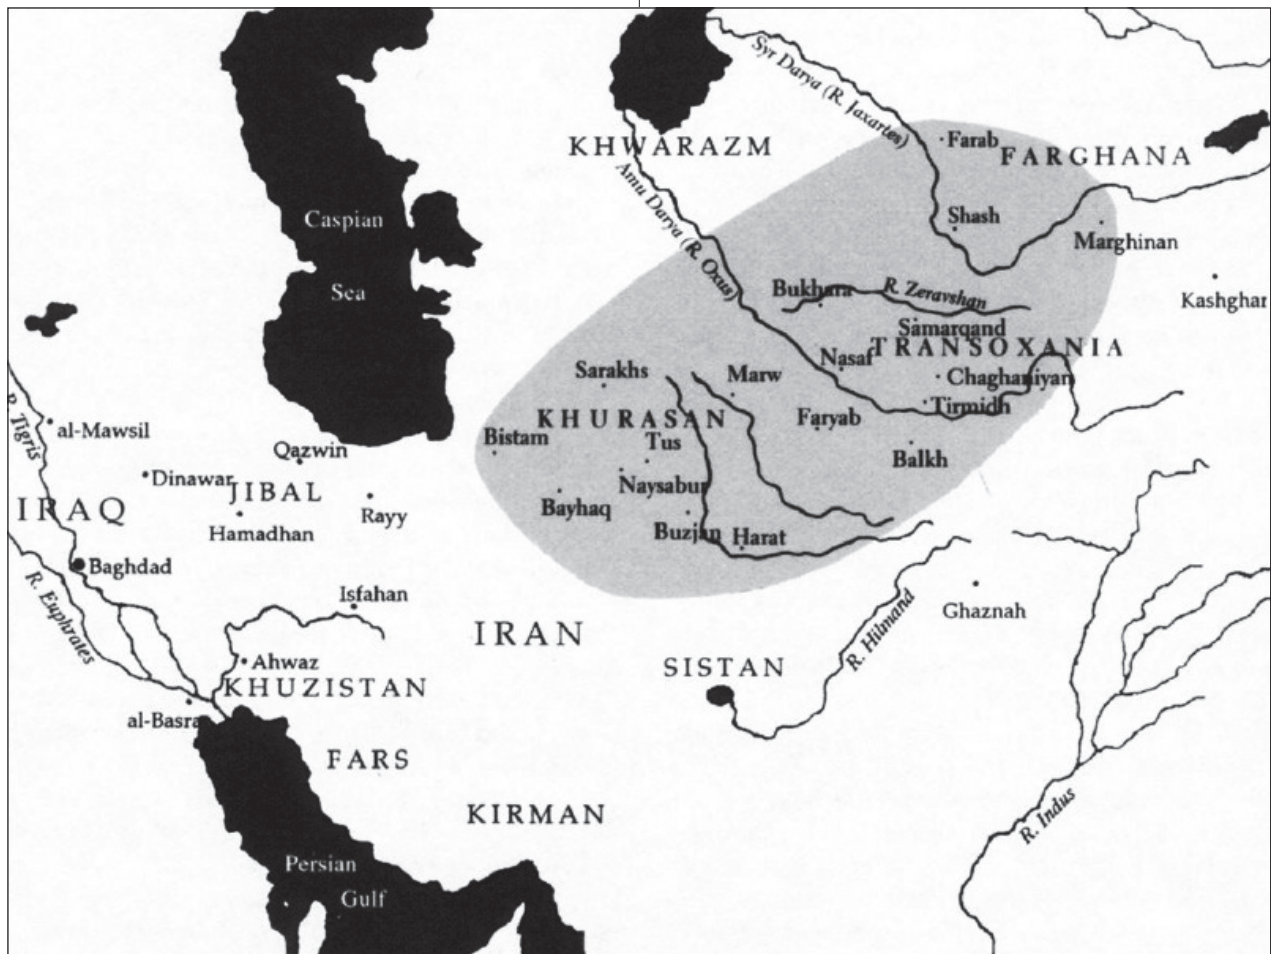 Syr Darya (R. Jaxartes)
Farab
KHWARAZM
FARGHANA
Amu Darya (R. Oxus)
Caspian
Sea
Shash
Marghinan
Bukhara
R. Zeravshan
Kashghar
Samarqand
TRANSOXANIA
Nasaf
Sarakhs
Marw
Chaghaniyan
Tirmidh
KHURASAN
Faryab
R. Tigris
al-Mawsil
Bistam
Tus
Qazwin
Balkh
Dinawar
JIBAL
Naysabur
IRAQ
Bayhaq
Rayy
Hamadhan
Buzjan
Harat
Baghdad
R. Euphrates
Isfahan
Ghaznah
IRAN
R. Hilmand
Ahwaz
SISTAN
KHUZISTAN
al-Basra
FARS
KIRMAN
R. Indus
Persian
Gulf